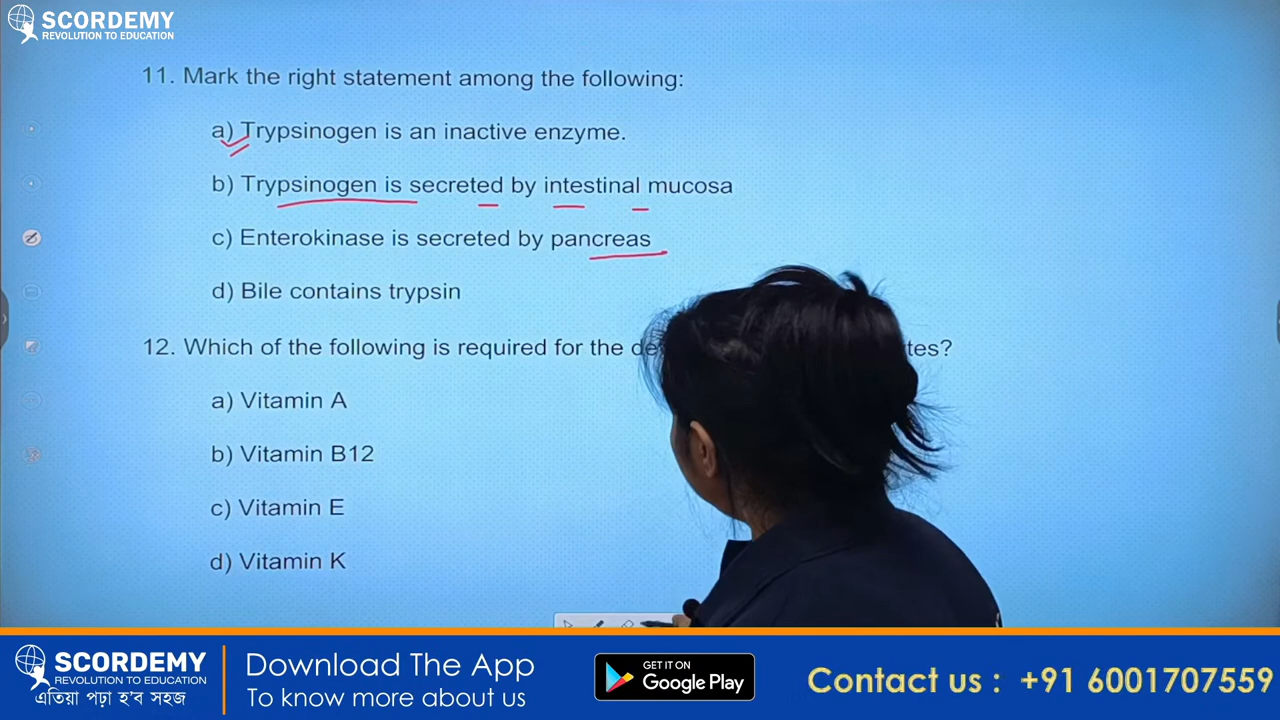 SCORDEMY
REVOLUTION TO EDUCATION
11. Mark the right statement among the following:
a) Trypsinogen is an inactive enzyme.
b) Trypsinogen is secreted by intestinal mucosa
c) Enterokinase is secreted by pancreas
d) Bile contains trypsin
12. Which of the following is required for the
a) Vitamin A
b) Vitamin B12
c) Vitamin E
d) Vitamin K
SCORDEMY
REVOLUTION TO EDUCATION
এতিয়া পঢ়া হ'ব সহজ
Download The App
To know more about us
GET IT ON
Google Play
Contact us : +91 6001707559